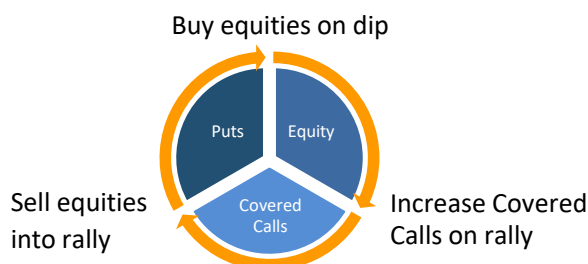 Buy equities on dip
Puts
Equity
Covered
Calls
Sell equities
into rally
Increase Covered
Calls on rally